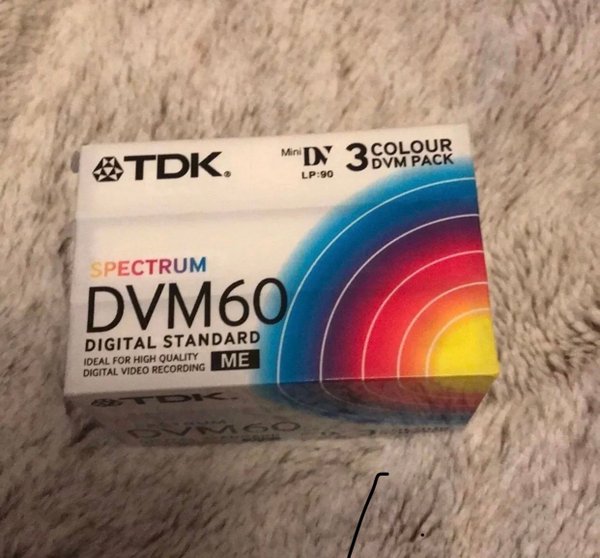 TDK®
Mini DV
LP:90
3 COLOUR
DVM PACK
SPECTRUM
DVM60
DIGITAL STANDARD
IDEAL FOR HIGH QUALITY
DIGITAL VIDEO RECORDING
ME
TDK
DVM60